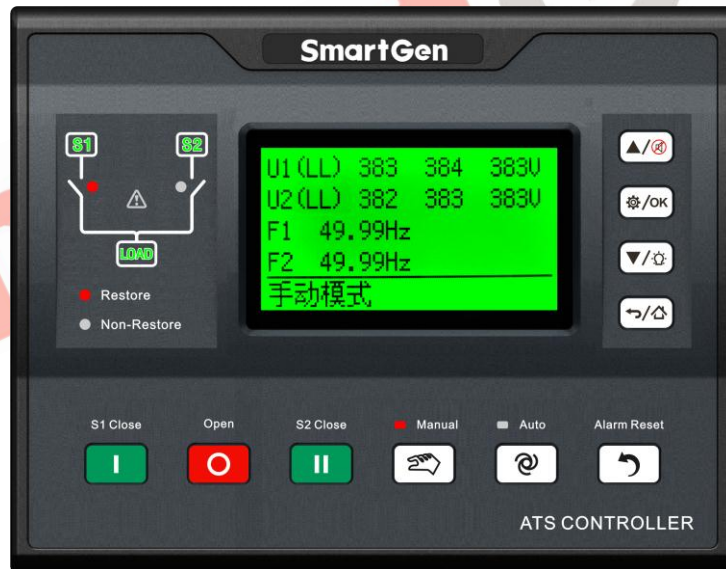 SmartGen
S1
S2
LOAD
Restore
Non-Restore
U1(LL) 383 384 383V
U2(LL) 382 383 383V
F1 49.99Hz
F2 49.99Hz
手动模式
/OK
S1 Close
Open
S2 Close
Manual
Auto
Alarm Reset
I
O
II
ATS CONTROLLER